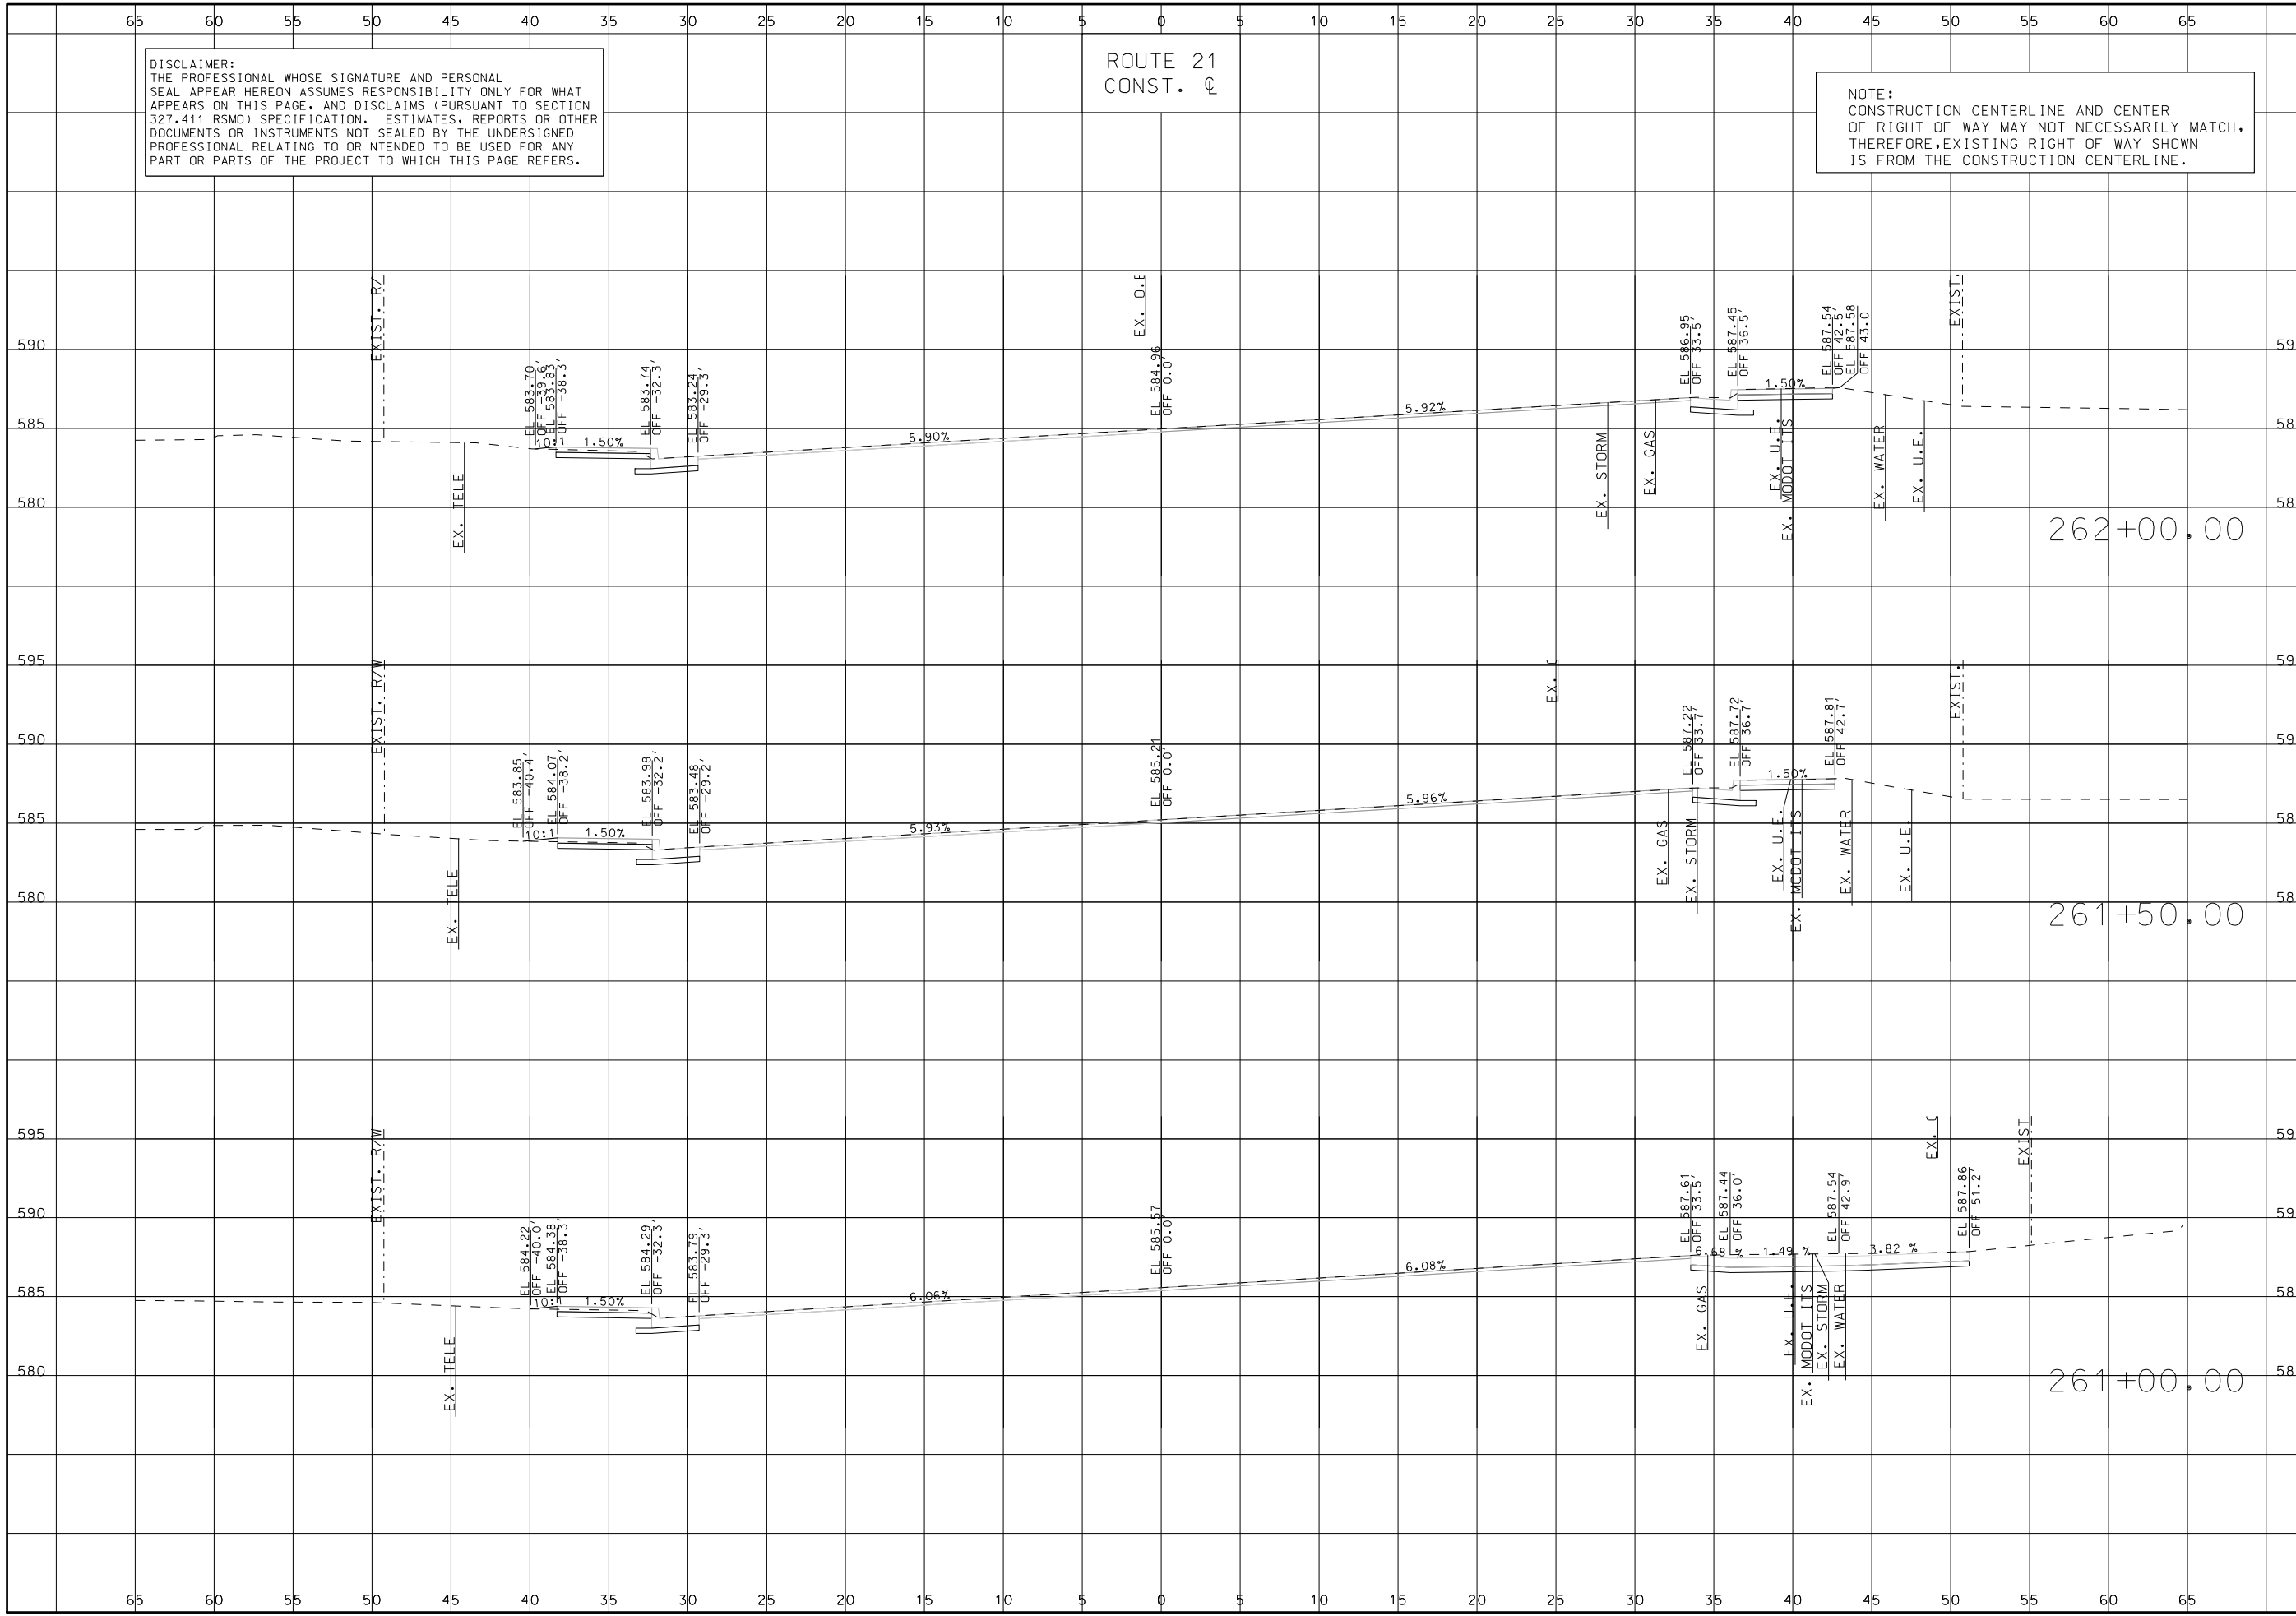 65 60 55 50 45 40 35 30 25 20 15 10 5 0 5 10 15 20 25 30 35 40 45 50 55 60 65
DISCLAIMER:
THE PROFESSIONAL WHOSE SIGNATURE AND PERSONAL
SEAL APPEAR HEREON ASSUMES RESPONSIBILITY ONLY FOR WHAT
APPEARS ON THIS PAGE, AND DISCLAIMS (PURSUANT TO SECTION
327.411 RSMO) SPECIFICATION. ESTIMATES, REPORTS OR OTHER
DOCUMENTS OR INSTRUMENTS NOT SEALED BY THE UNDERSIGNED
PROFESSIONAL RELATING TO OR NTENDED TO BE USED FOR ANY
PART OR PARTS OF THE PROJECT TO WHICH THIS PAGE REFERS.
ROUTE 21
CONST. ℄
NOTE:
CONSTRUCTION CENTERLINE AND CENTER
OF RIGHT OF WAY MAY NOT NECESSARILY MATCH,
THEREFORE,EXISTING RIGHT OF WAY SHOWN
IS FROM THE CONSTRUCTION CENTERLINE.
590
585
580
EXIST. R/
EX. TELE
EL 583.70
OFF -39.6'
EL 583.83
OFF -38.3'
10:1
1.50%
EL 583.74
OFF -32.3'
EL 583.24
OFF -29.3'
5.90%
EX. O.E
EL 584.96
OFF 0.0'
5.92%
EX. STORM
EX. GAS
EL 586.95
OFF 33.5'
EL 587.45
OFF 36.5'
1.50%
EX. U.E.
EX. MODOT ITS
EL 587.54
OFF 42.5'
EL 587.58
OFF 43.0
EX. WATER
EX. U.E.
EXIST.
59
58
58
262+00.00
595
590
585
580
EXIST. R/W
EX. TELE
EL 583.85
OFF -40.4'
EL 584.07
OFF -38.2'
10:1
1.50%
EL 583.98
OFF -32.2'
EL 583.48
OFF -29.2'
5.93%
EL 585.21
OFF 0.0'
5.96%
EX.
EX. GAS
EX. STORM
EL 587.22
OFF 33.7'
EL 587.72
OFF 36.7'
1.50%
EX. U.E.
EX. MODOT ITS
EL 587.81
OFF 42.7'
EX. WATER
EX. U.E.
EXIST.
59
59
58
58
261+50.00
595
590
585
580
EXIST. R/W
EX. TELE
EL 584.22
OFF -40.0'
EL 584.38
OFF -38.3'
10:1
1.50%
EL 584.29
OFF -32.3'
EL 583.79
OFF -29.3'
6.06%
EL 585.57
OFF 0.0'
6.08%
EL 587.61
OFF 33.5'
EL 587.44
OFF 36.0'
6.68 %
1.49 %
EX. GAS
EX. U.E.
EX. MODOT ITS
EX. STORM
EX. WATER
EL 587.54
OFF 42.9'
3.82 %
EX.
EL 587.86
OFF 51.2'
EXIST
59
59
58
58
261+00.00
65 60 55 50 45 40 35 30 25 20 15 10 5 0 5 10 15 20 25 30 35 40 45 50 55 60 65